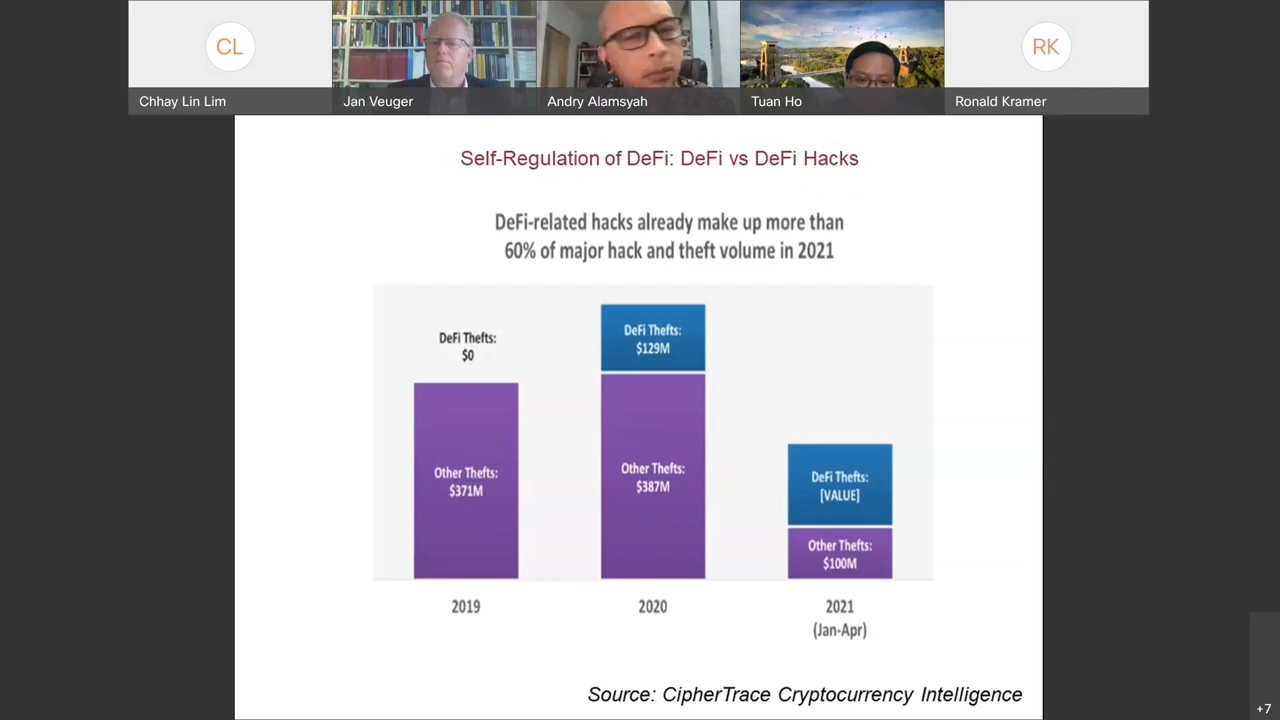 CL
RK
Chhay Lin Lim
Jan Veuger
Andry Alamsyah
Tuan Ho
Ronald Kramer
Self-Regulation of DeFi: DeFi vs DeFi Hacks
DeFi-related hacks already make up more than
60% of major hack and theft volume in 2021
DeFi Thefts:
$0
Other Thefts:
$371M
DeFi Thefts:
$129M
Other Thefts:
$387M
DeFi Thefts:
[VALUE]
Other Thefts:
$100M
2019
2020
2021
(Jan-Apr)
Source: CipherTrace Cryptocurrency Intelligence
+7